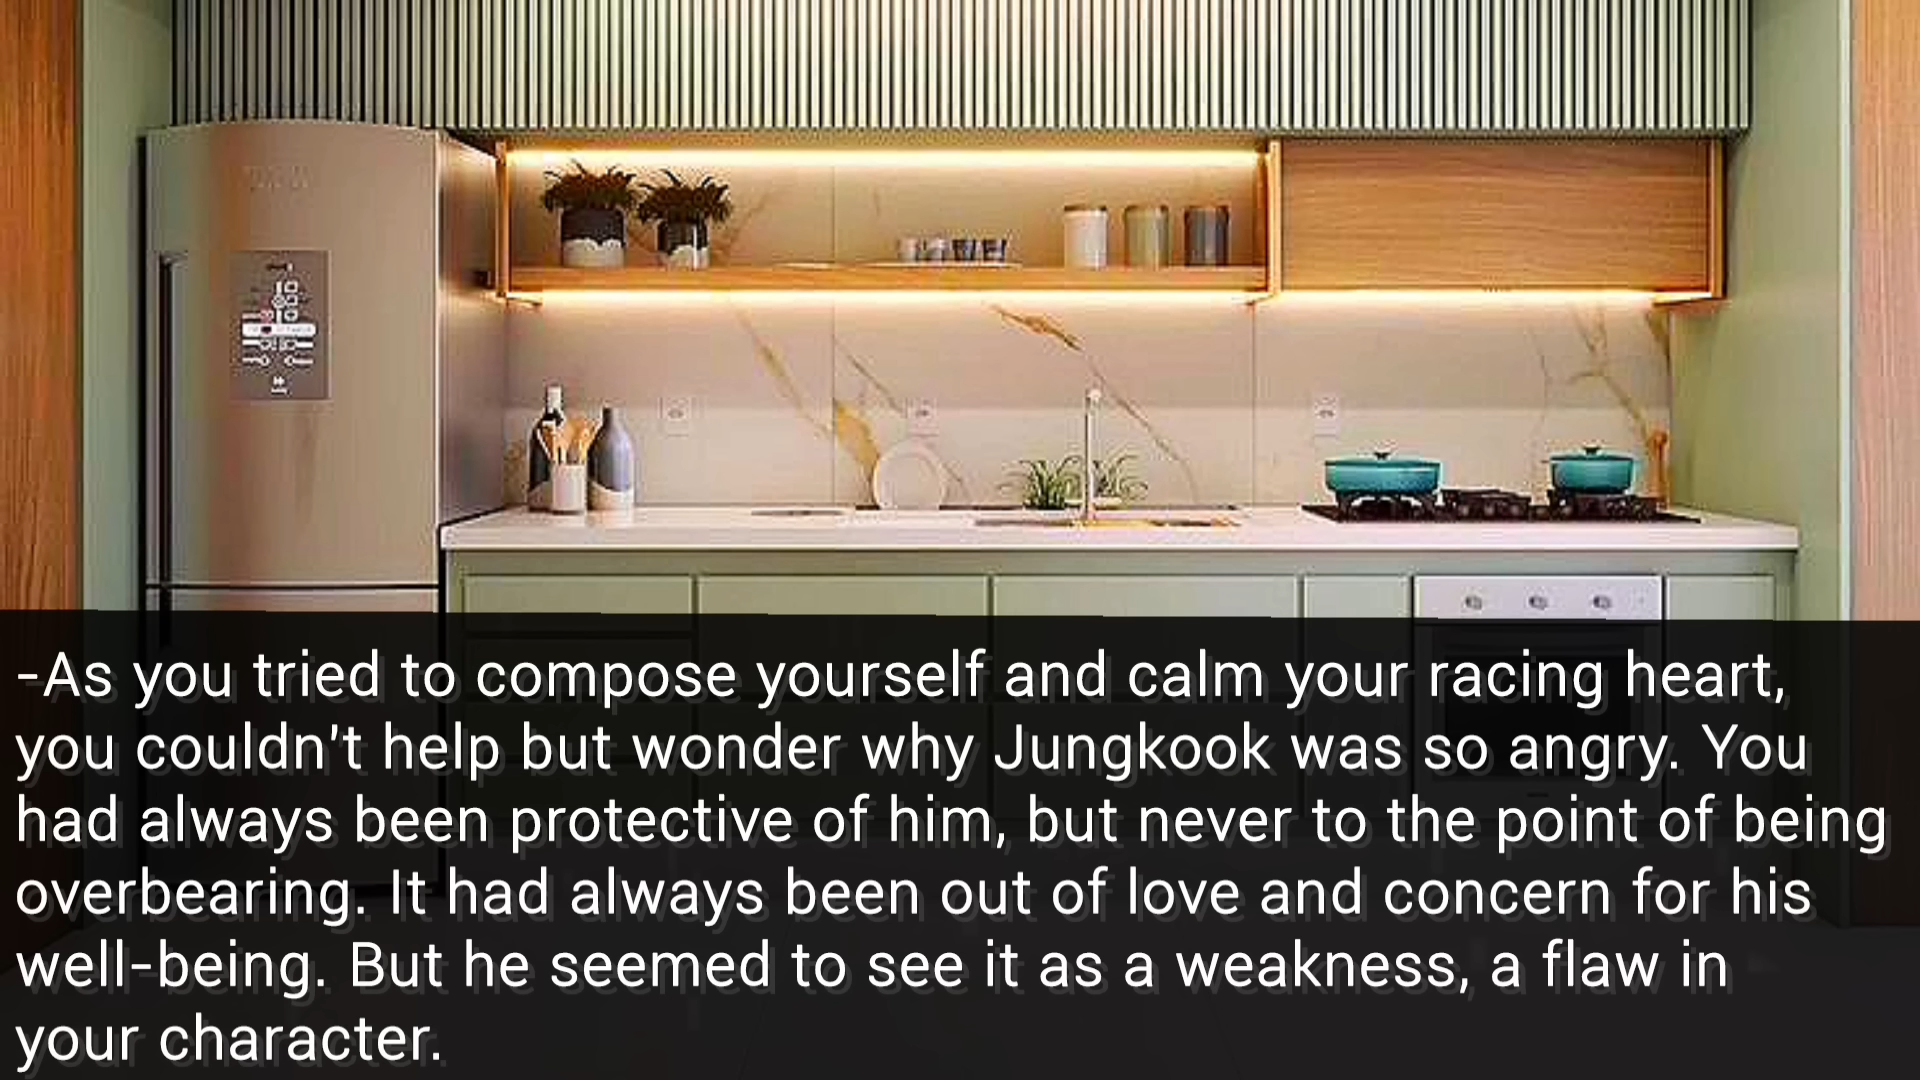 -As you tried to compose yourself and calm your racing heart,
you couldn't help but wonder why Jungkook was so angry. You
had always been protective of him, but never to the point of being
overbearing. It had always been out of love and concern for his
well-being. But he seemed to see it as a weakness, a flaw in
your character.